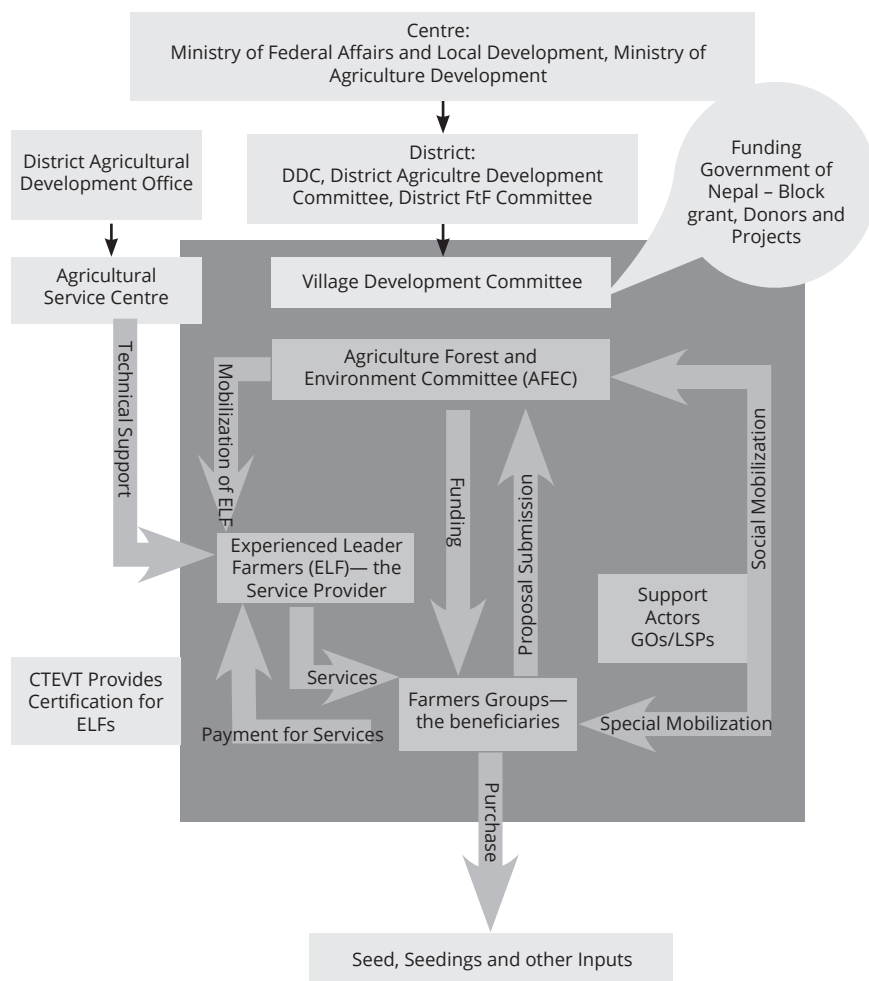 Centre:
Ministry of Federal Affairs and Local Development, Ministry of
Agriculture Development
District Agricultural
Development Office
District:
DDC, District Agricultre Development
Committee, District FtF Committee
Funding
Government of
Nepal – Block
grant, Donors and
Projects
Agricultural
Service Centre
Village Development Committee
Agriculture Forest and
Environment Committee (AFEC)
Technical Support
Mobilization of ELF
Funding
Proposal Submission
Social Mobilization
Experienced Leader
Farmers (ELF)— the
Service Provider
Support
Actors
GOs/LSPs
CTEVT Provides
Certification for
ELFs
Services
Farmers Groups—
the beneficiaries
Special Mobilization
Payment for Services
Purchase
Seed, Seedings and other Inputs